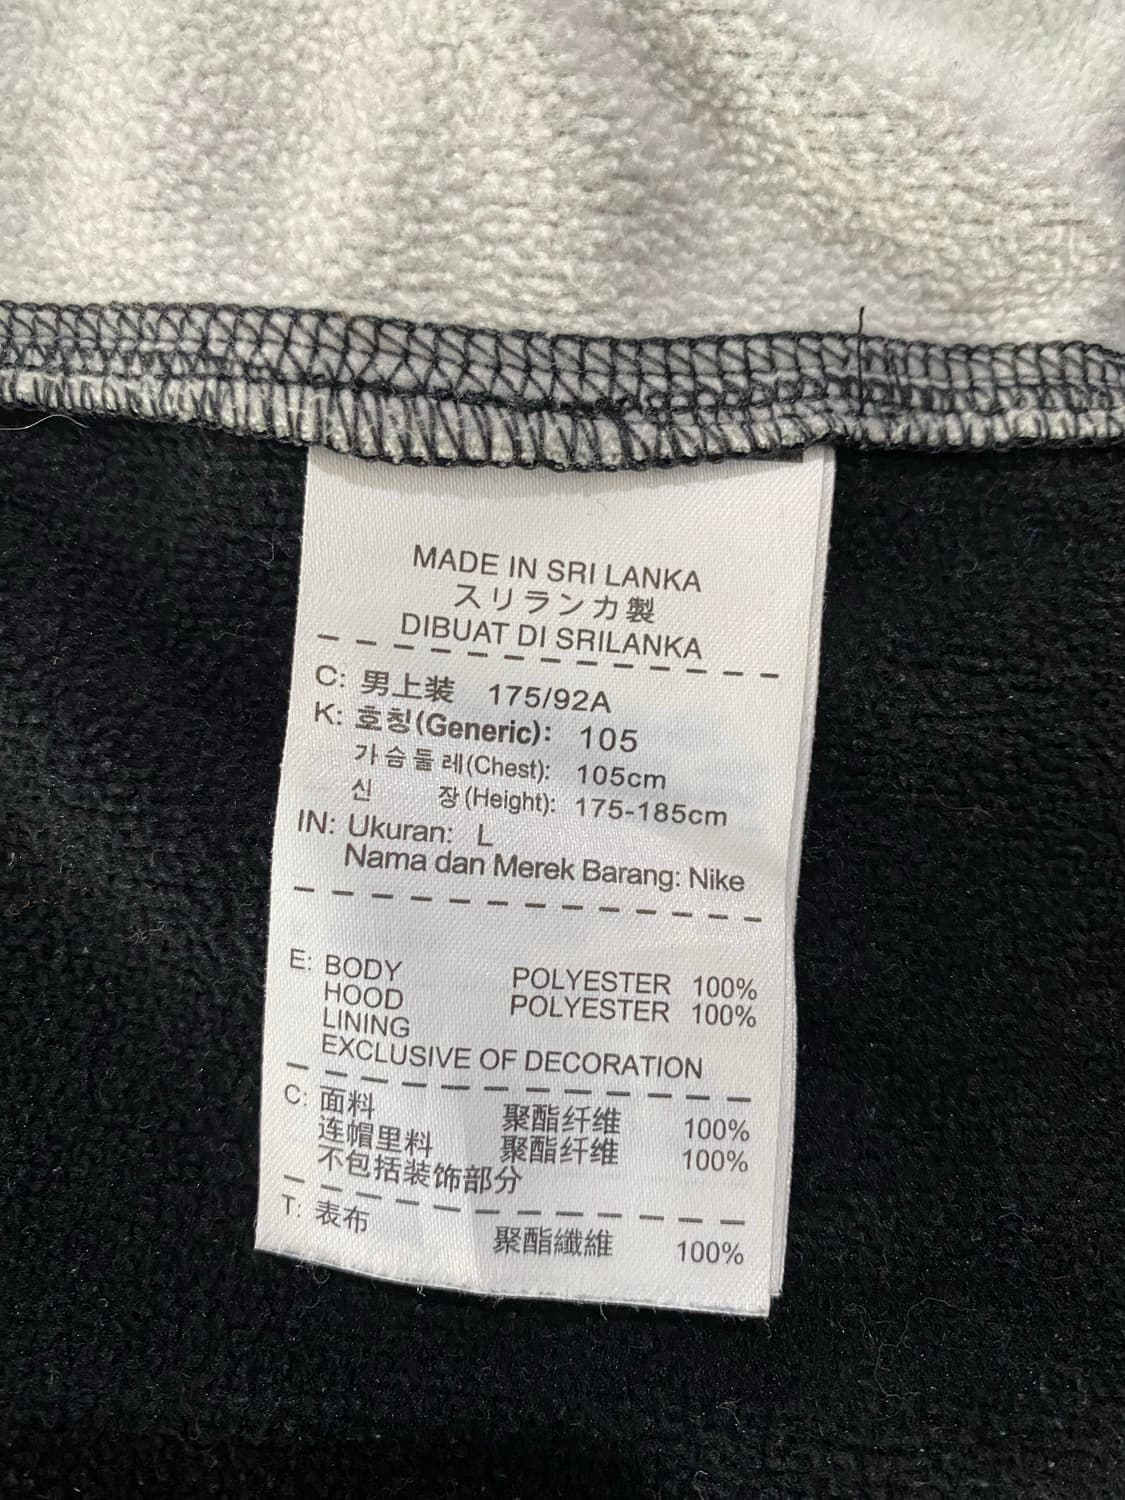 MADE IN SRI LANKA
スリランカ製
DIBUAT DI SRILANKA
C: 男上装 175/92A
K: 호칭(Generic): 105
가슴둘레(Chest): 105cm
신 장(Height): 175-185cm
IN: Ukuran: L
Nama dan Merek Barang: Nike
E: BODY POLYESTER 100%
HOOD POLYESTER 100%
LINING
EXCLUSIVE OF DECORATION
C: 面料 聚酯纤维 100%
连帽里料 聚酯纤维 100%
不包括装饰部分
T: 表布 聚酯纖維 100%